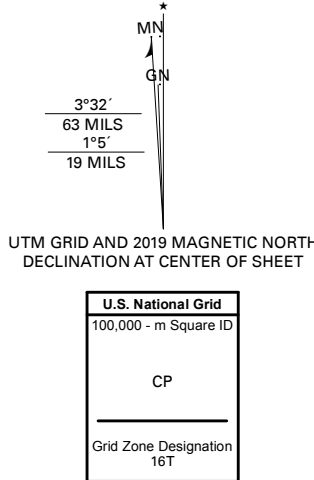 MN
GN
3°32´
63 MILS
1°5´
19 MILS
UTM GRID AND 2019 MAGNETIC NORTH
DECLINATION AT CENTER OF SHEET
U.S. National Grid
100,000 - m Square ID
CP
Grid Zone Designation
16T